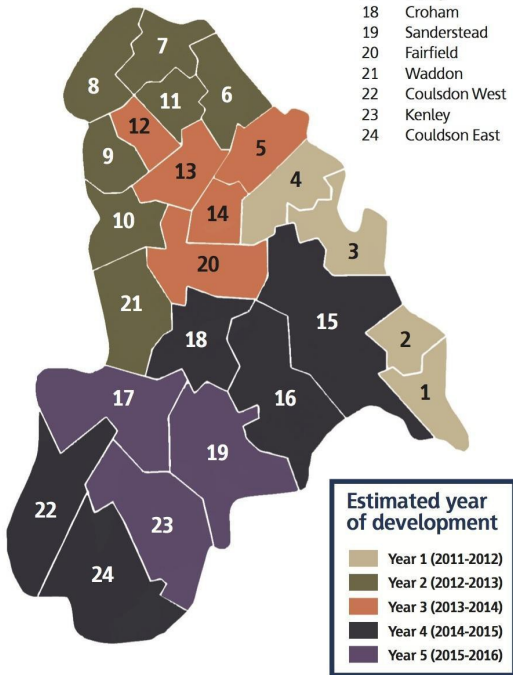 18 Croham
19 Sanderstead
20 Fairfield
21 Waddon
22 Coulsdon West
23 Kenley
24 Couldson East
7
8
11
6
12
5
9
13
4
10
14
3
20
21
15
18
2
16
1
17
19
22
23
24
Estimated year
of development
Year 1 (2011-2012)
Year 2 (2012-2013)
Year 3 (2013-2014)
Year 4 (2014-2015)
Year 5 (2015-2016)